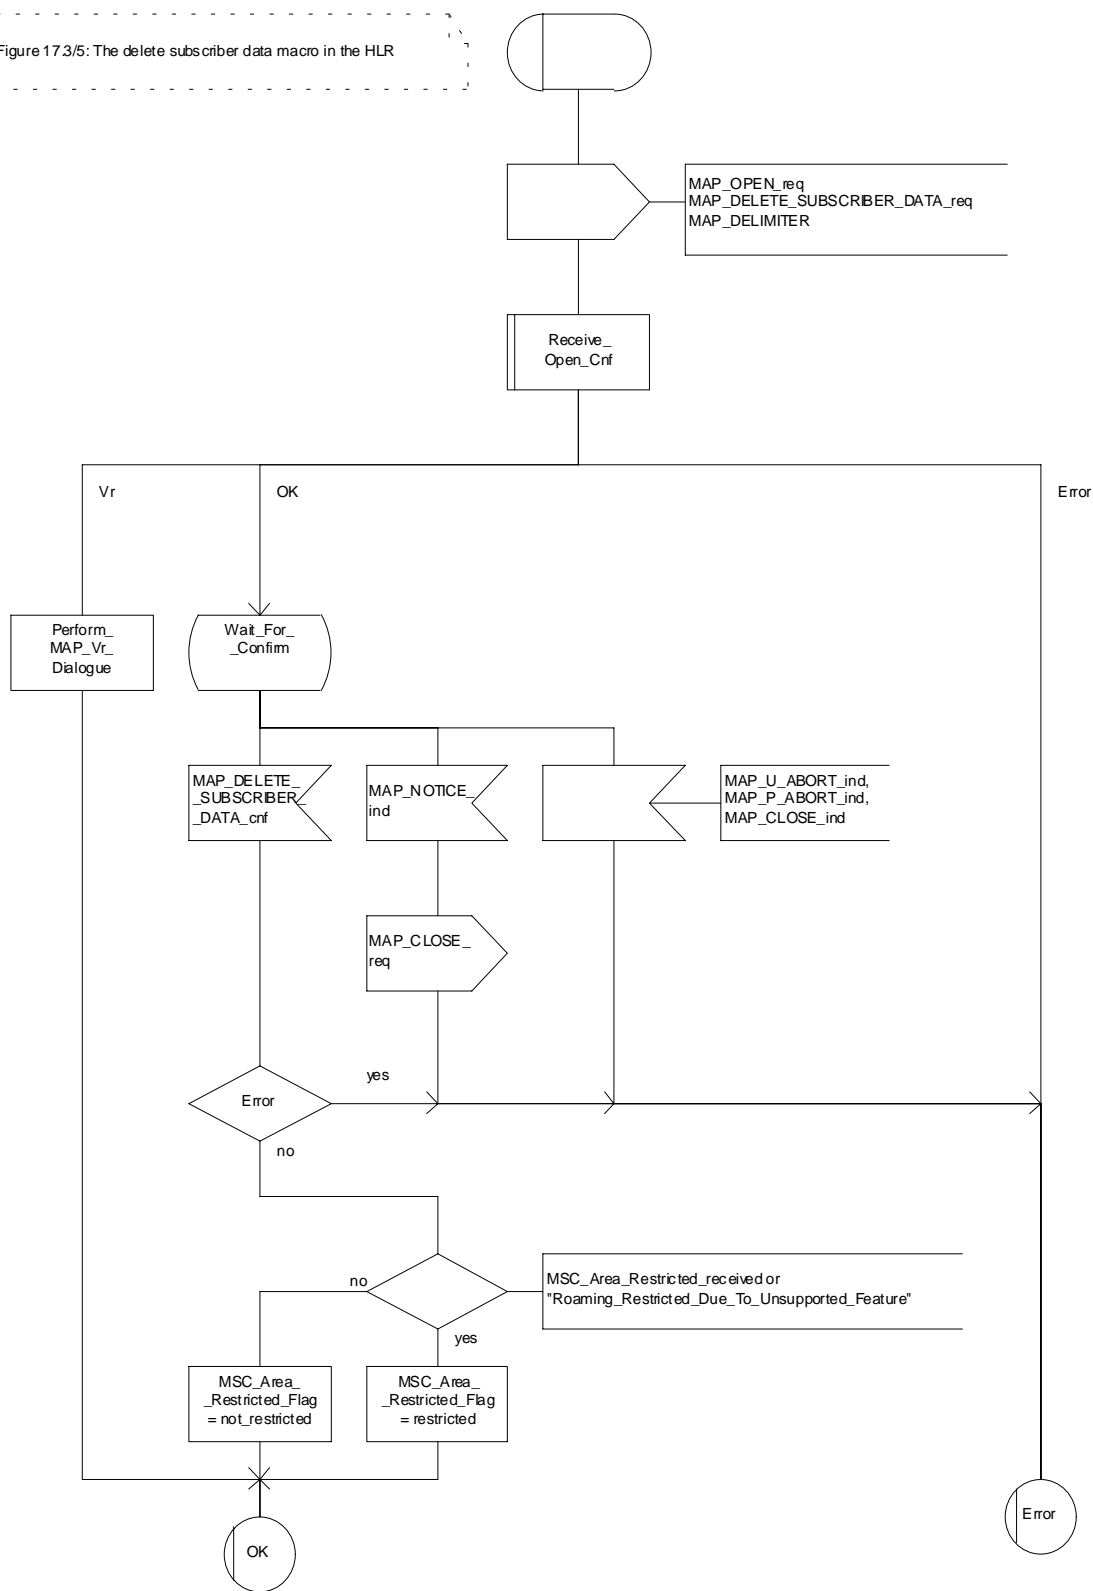 Figure 17.3/5: The delete subscriber data macro in the HLR
MAP_OPEN_req
MAP_DELETE_SUBSCRIBER_DATA_req
MAP_DELIMITER
Receive_
Open_Cnf
Vr
OK
Error
Perform_
MAP_Vr_
Dialogue
Wait_For_
_Confirm
MAP_DELETE_
_SUBSCRIBER_
_DATA_cnf
MAP_NOTICE_
ind
MAP_U_ABORT_ind,
MAP_P_ABORT_ind,
MAP_CLOSE_ind
MAP_CLOSE_
req
yes
Error
no
no
MSC_Area_Restricted_received or
"Roaming_Restricted_Due_To_Unsupported_Feature"
yes
MSC_Area_
_Restricted_Flag
= not_restricted
MSC_Area_
_Restricted_Flag
= restricted
Error
OK